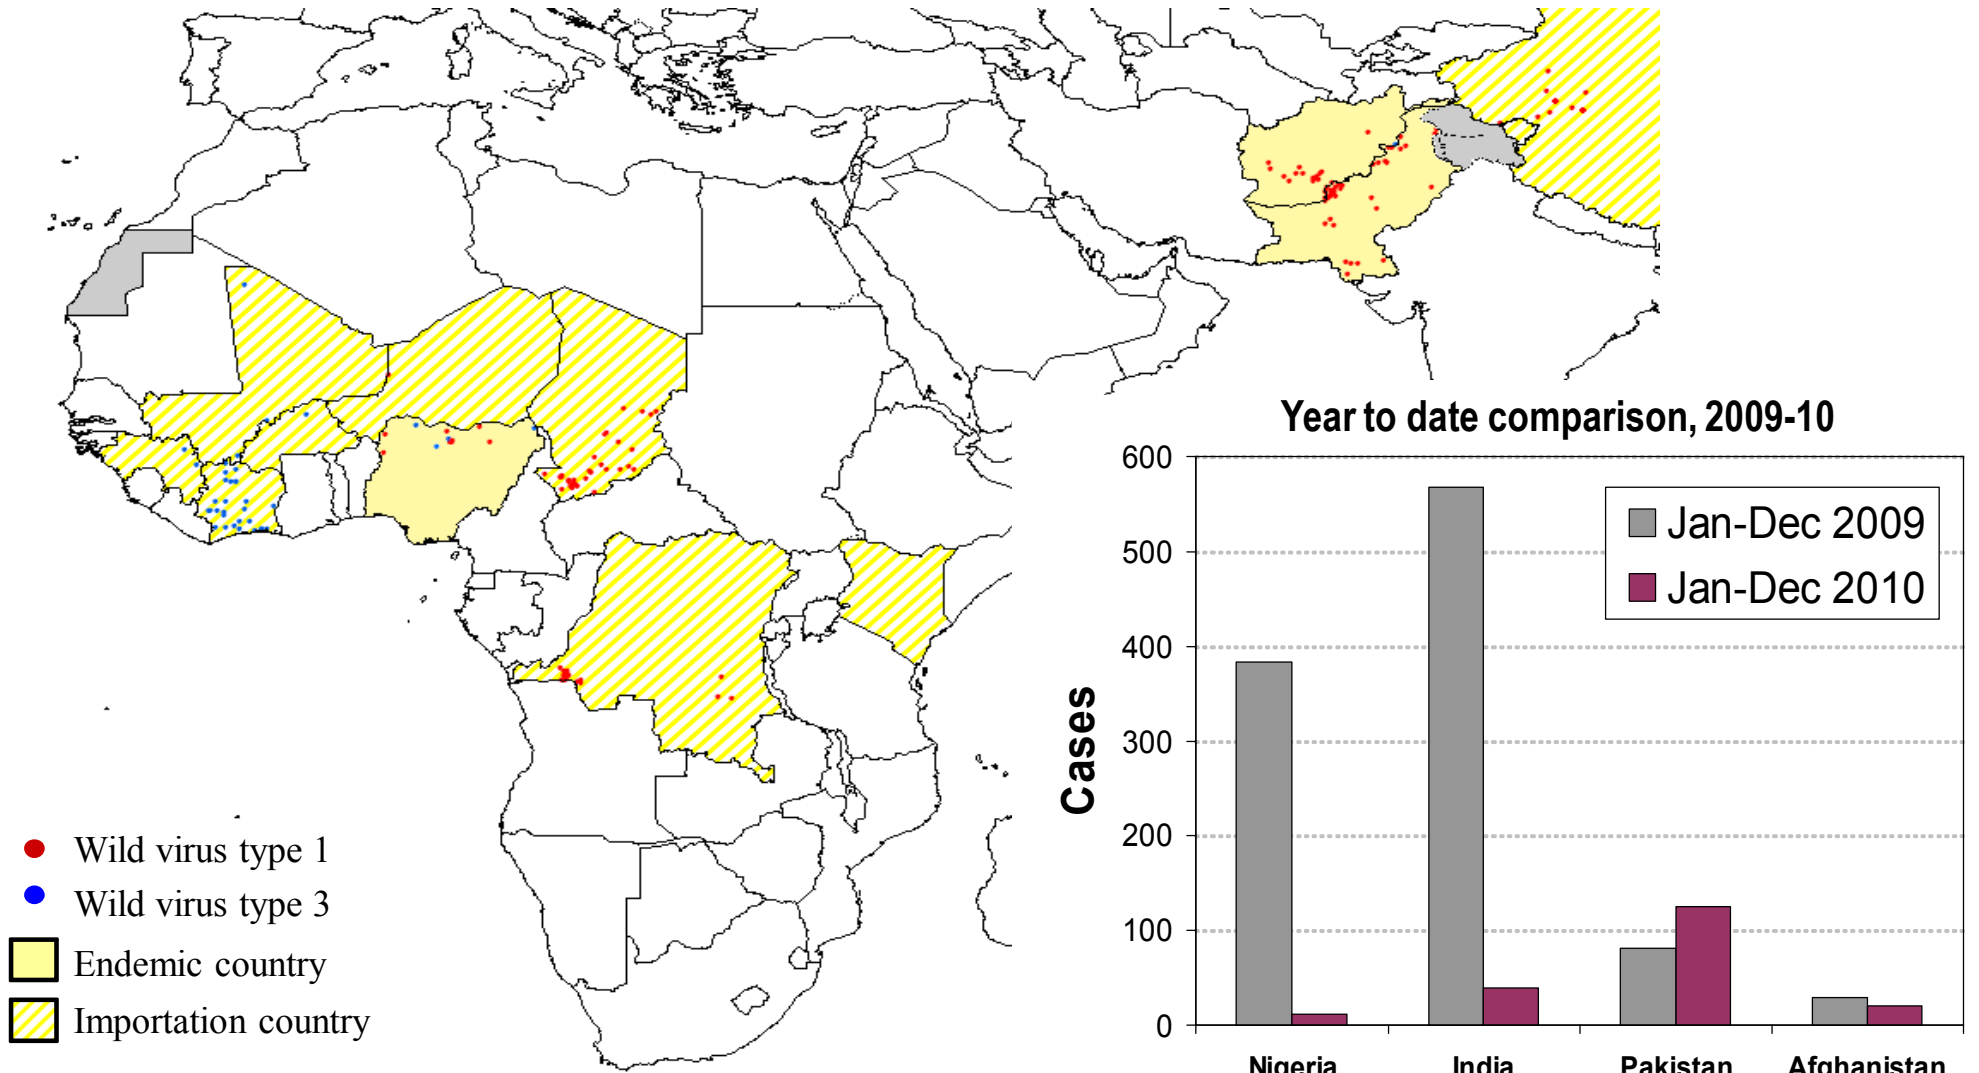 Year to date comparison, 2009-10
600
500
400
300
200
100
0
Cases
Jan-Dec 2009
Jan-Dec 2010
Nigeria
India
Pakistan
Afghanistan
Wild virus type 1
Wild virus type 3
Endemic country
Importation country